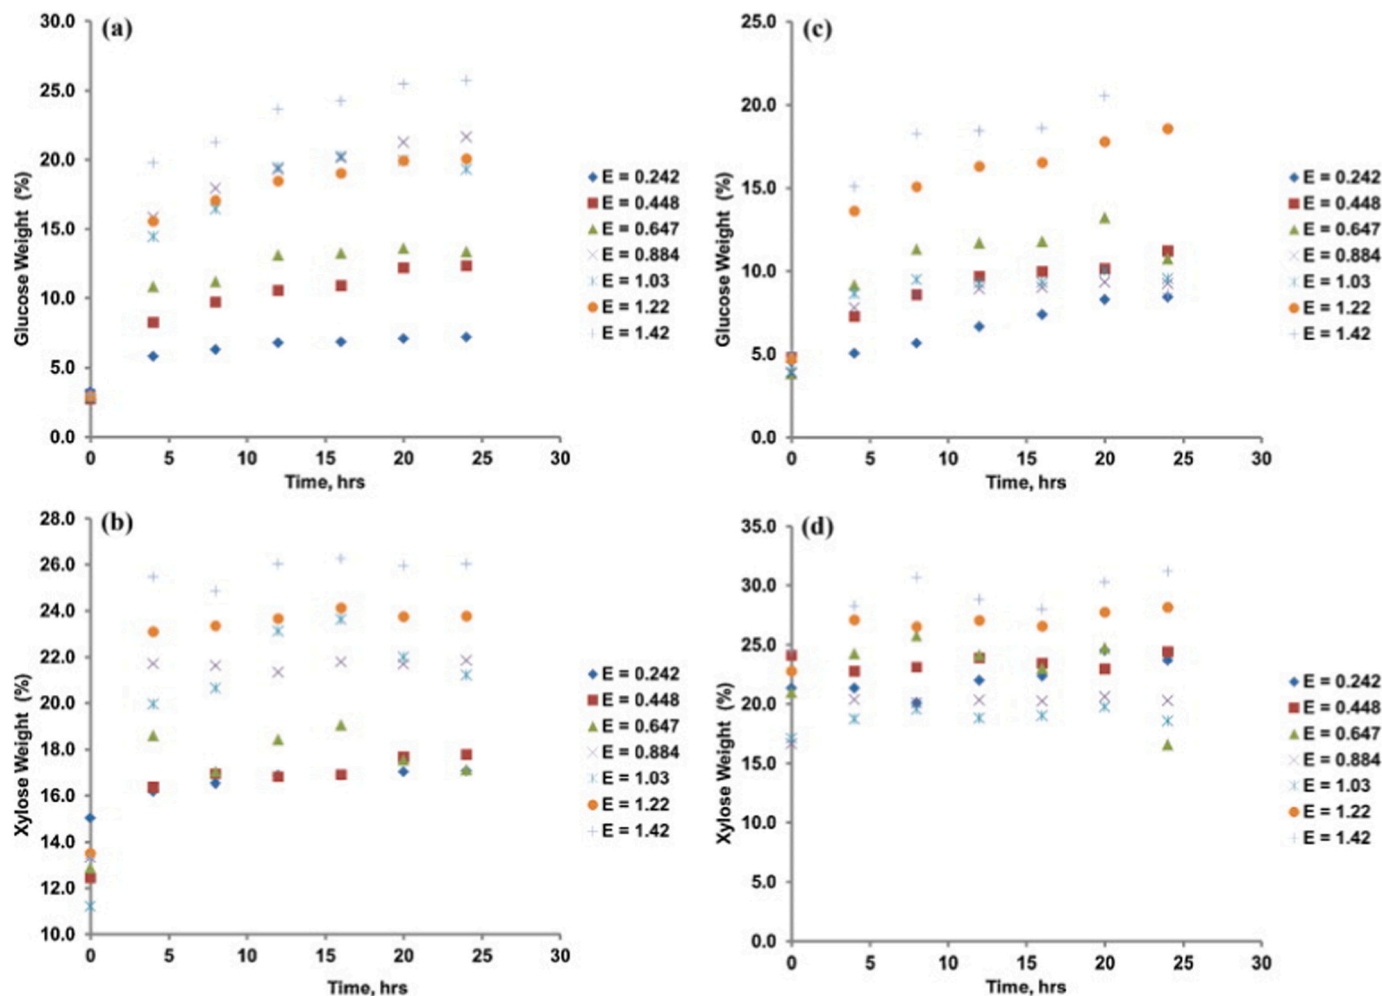 (a)
30.0
25.0
20.0
15.0
10.0
5.0
0.0
Glucose Weight (%)
0 5 10 15 20 25 30
Time, hrs
E = 0.242
E = 0.448
E = 0.647
E = 0.884
E = 1.03
E = 1.22
E = 1.42
(c)
25.0
20.0
15.0
10.0
5.0
0.0
Glucose Weight (%)
0 5 10 15 20 25 30
Time, hrs
E = 0.242
E = 0.448
E = 0.647
E = 0.884
E = 1.03
E = 1.22
E = 1.42
(b)
28.0
26.0
24.0
22.0
20.0
18.0
16.0
14.0
12.0
10.0
Xylose Weight (%)
0 5 10 15 20 25 30
Time, hrs
E = 0.242
E = 0.448
E = 0.647
E = 0.884
E = 1.03
E = 1.22
E = 1.42
(d)
35.0
30.0
25.0
20.0
15.0
10.0
5.0
0.0
Xylose Weight (%)
0 5 10 15 20 25 30
Time, hrs
E = 0.242
E = 0.448
E = 0.647
E = 0.884
E = 1.03
E = 1.22
E = 1.42